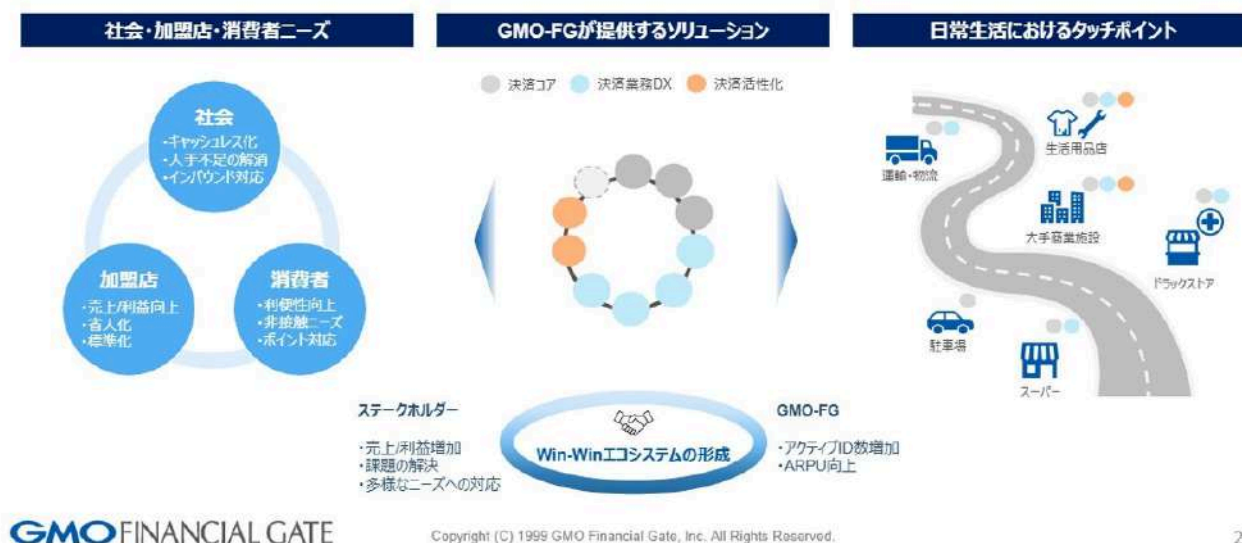 社会・加盟店・消費者ニーズ
GMO-FGが提供するソリューション
日常生活におけるタッチポイント
社会
・キャッシュレス化
・人手不足の解消
・インバウンド対応
加盟店
・売上/利益向上
・省人化
・標準化
消費者
・利便性向上
・非接触ニーズ
・ポイント対応
決済コア
決済業務DX
決済活性化
運輸・物流
生活用品店
大手商業施設
ドラックストア
駐車場
スーパー
ステークホルダー
・売上/利益増加
・課題の解決
・多様なニーズへの対応
Win-Winエコシステムの形成
GMO-FG
・アクティブID数増加
・ARPU向上
GMO FINANCIAL GATE
Copyright (C) 1999 GMO Financial Gate, Inc. All Rights Reserved.
2